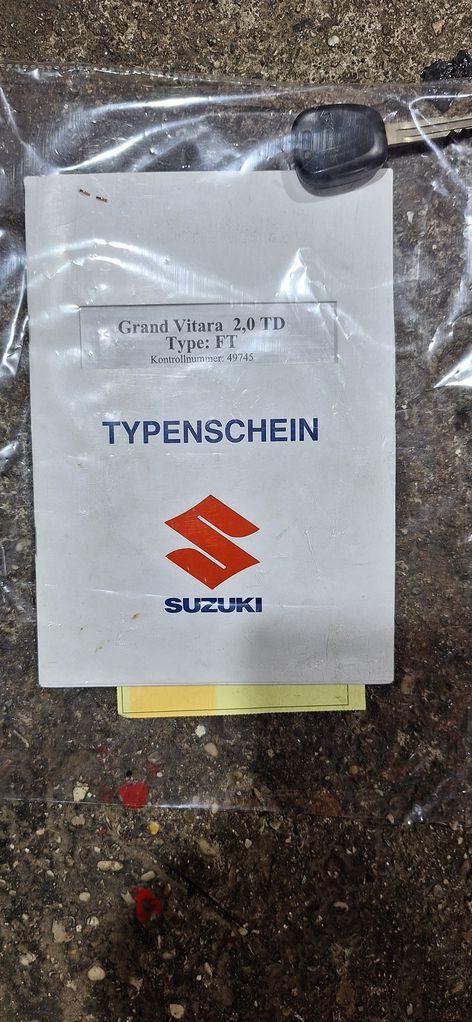 Grand Vitara 2,0 TD
Type: FT
Kontrollnummer: 49745
TYPENSCHEIN
SUZUKI